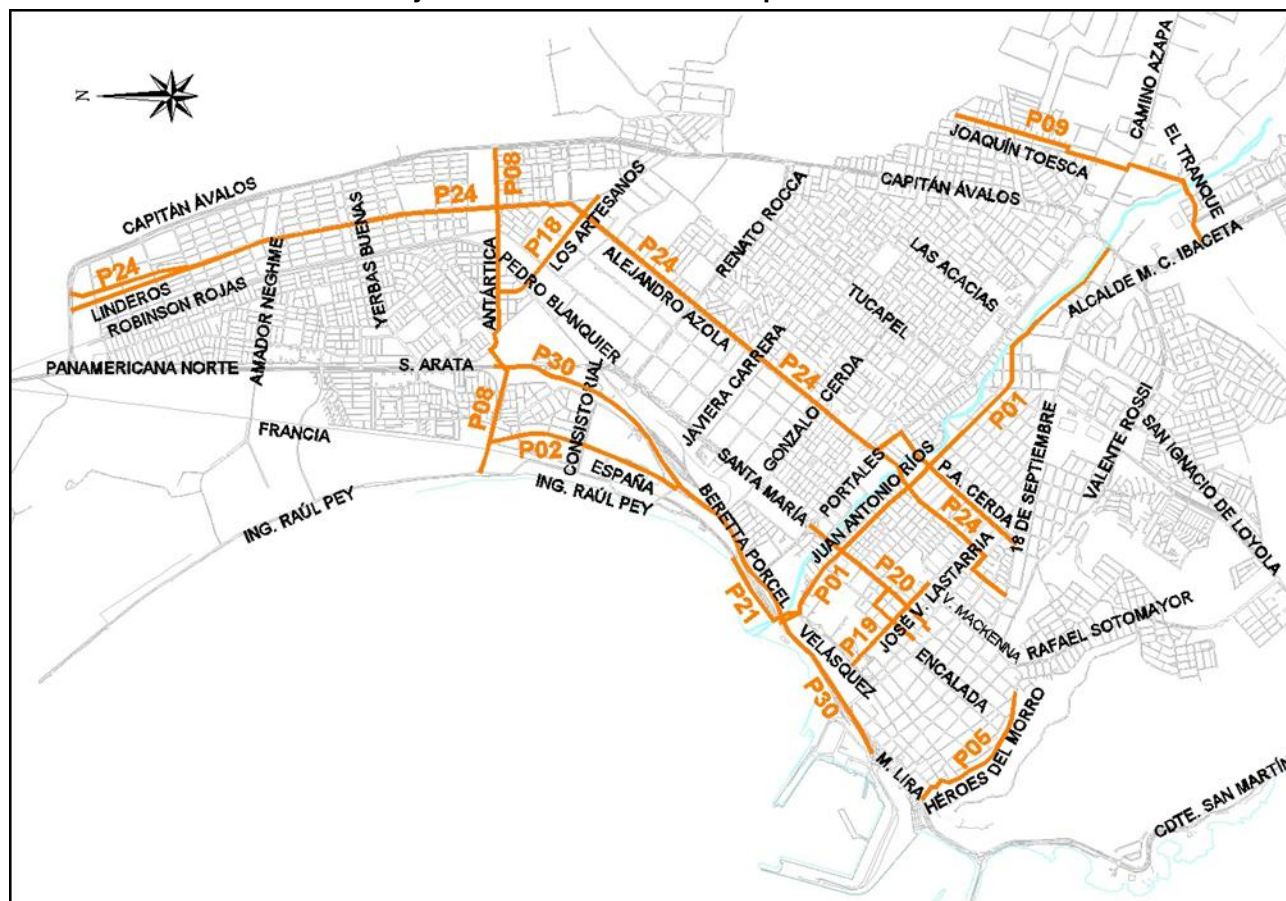 N
CAPITÁN ÁVALOS
P24
LINDEROS
ROBINSON ROJAS
PANAMERICANA NORTE
AMADOR NEGHME
YERBAS BUENAS
P24
P08
ANTÁRTICA
P18
LOS ARTESANOS
PEDRO BLANQUIER
S. ARATA
P30
P08
FRANCIA
P02
CONSISTORIAL
ESPAÑA
ING. RAÚL PEY
ING. RAÚL PEY
P24
ALEJANDRO AZOLA
RENATO ROCCA
CAPITÁN ÁVALOS
P09
JOAQUÍN TOESCA
CAMINO AZAPA
EL TRANQUE
ALCALDE M. C. IBACETA
LAS ACACIAS
TUCAPEL
JAVIERA CARRERA
P24
GONZALO CERDA
SANTA MARÍA
PORTALES
JUAN ANTONIO RÍOS
P01
P.A. CERDA
P24
18 DE SEPTIEMBRE
VALENTE ROSSI
SAN IGNACIO DE LOYOLA
BERETTA PORCEL
P21
P01
P20
P19
JOSÉ V. LASTARRIA
V. MACKENNA
RAFAEL SOTOMAYOR
VELÁSQUEZ
ENCALADA
P30
P05
M. LIRA
HÉROES DEL MORRO
CDTE. SAN MARTÍN